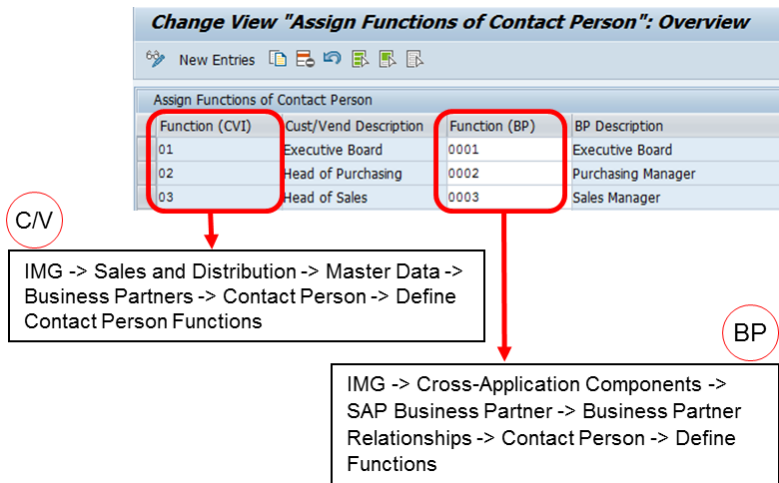 Change View "Assign Functions of Contact Person": Overview
New Entries
Assign Functions of Contact Person
Function (CVI) Cust/Vend Description Function (BP) BP Description
01 Executive Board 0001 Executive Board
02 Head of Purchasing 0002 Purchasing Manager
03 Head of Sales 0003 Sales Manager
C/V
IMG -> Sales and Distribution -> Master Data ->
Business Partners -> Contact Person -> Define
Contact Person Functions
BP
IMG -> Cross-Application Components ->
SAP Business Partner -> Business Partner
Relationships -> Contact Person -> Define
Functions